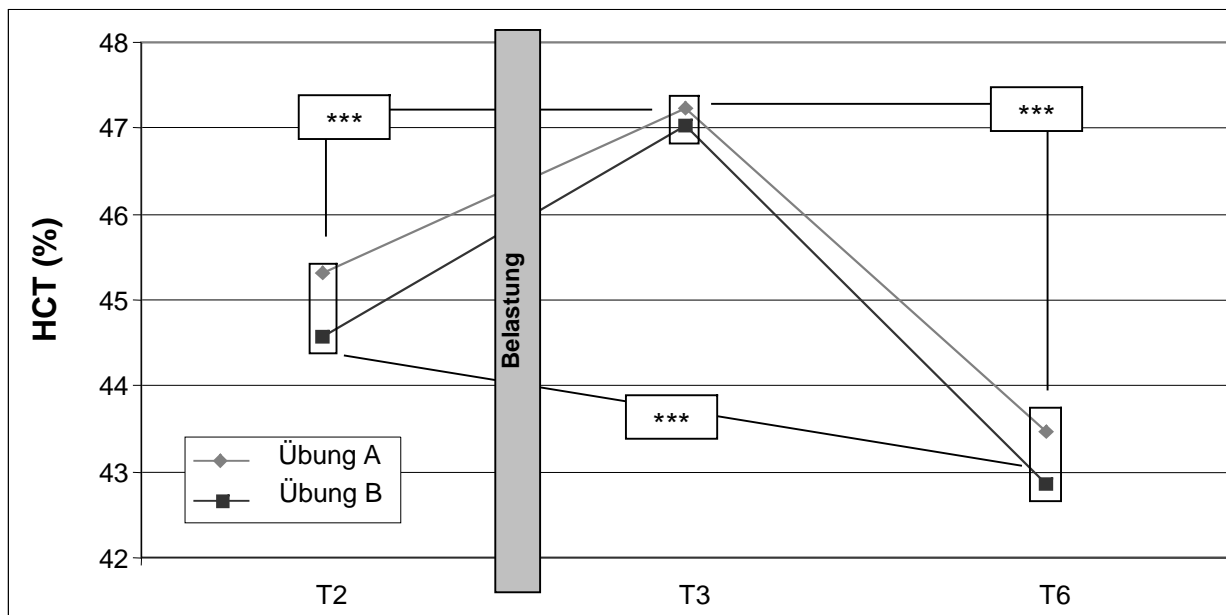 48
47
46
45
44
43
42
HCT (%)
***
***
***
Belastung
Übung A
Übung B
T2
T3
T6